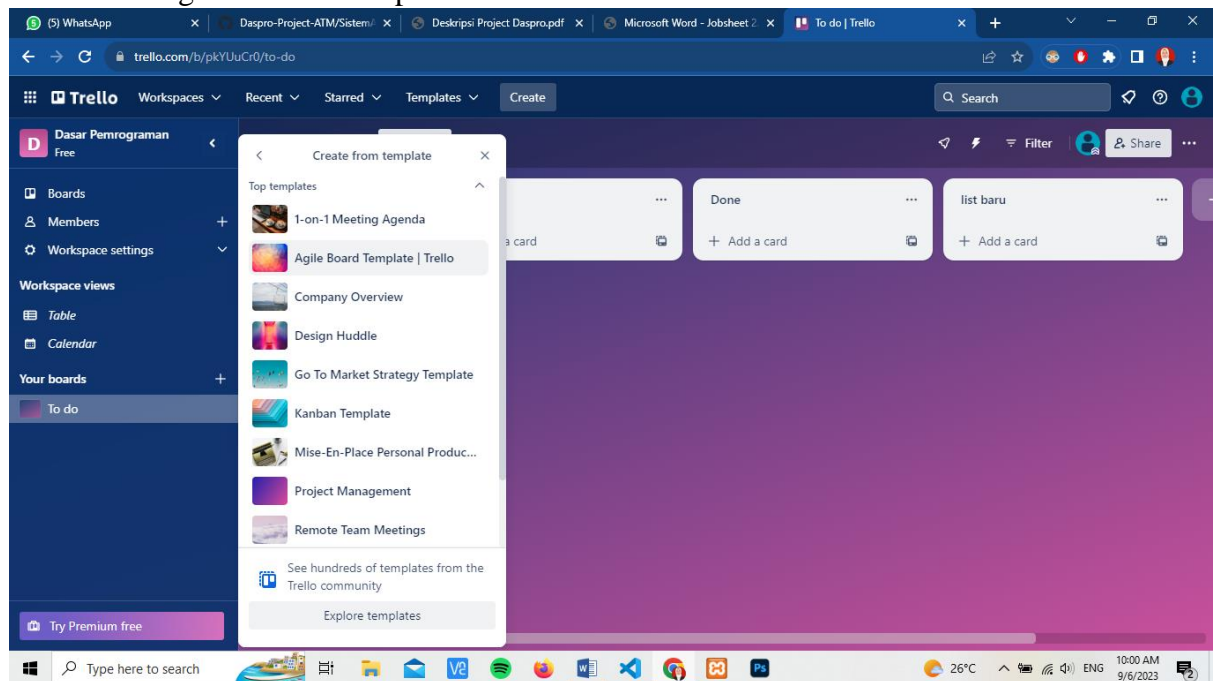 (5) WhatsApp
Daspro-Project-ATM/Sistem
Deskripsi Project Daspro.pdf
Microsoft Word - Jobsheet 2.
To do | Trello
trello.com/b/pkYUuCr0/to-do
Trello
Workspaces
Recent
Starred
Templates
Create
Search
D
Dasar Pemrograman
Free
Filter
Share
Boards
Members
Workspace settings
Workspace views
Table
Calendar
Your boards
To do
Try Premium free
Create from template
Top templates
1-on-1 Meeting Agenda
Agile Board Template | Trello
Company Overview
Design Huddle
Go To Market Strategy Template
Kanban Template
Mise-En-Place Personal Produc...
Project Management
Remote Team Meetings
See hundreds of templates from the
Trello community
Explore templates
a card
Done
+ Add a card
list baru
+ Add a card
Type here to search
Ps
26°C
ENG
10:00 AM
9/6/2023
2